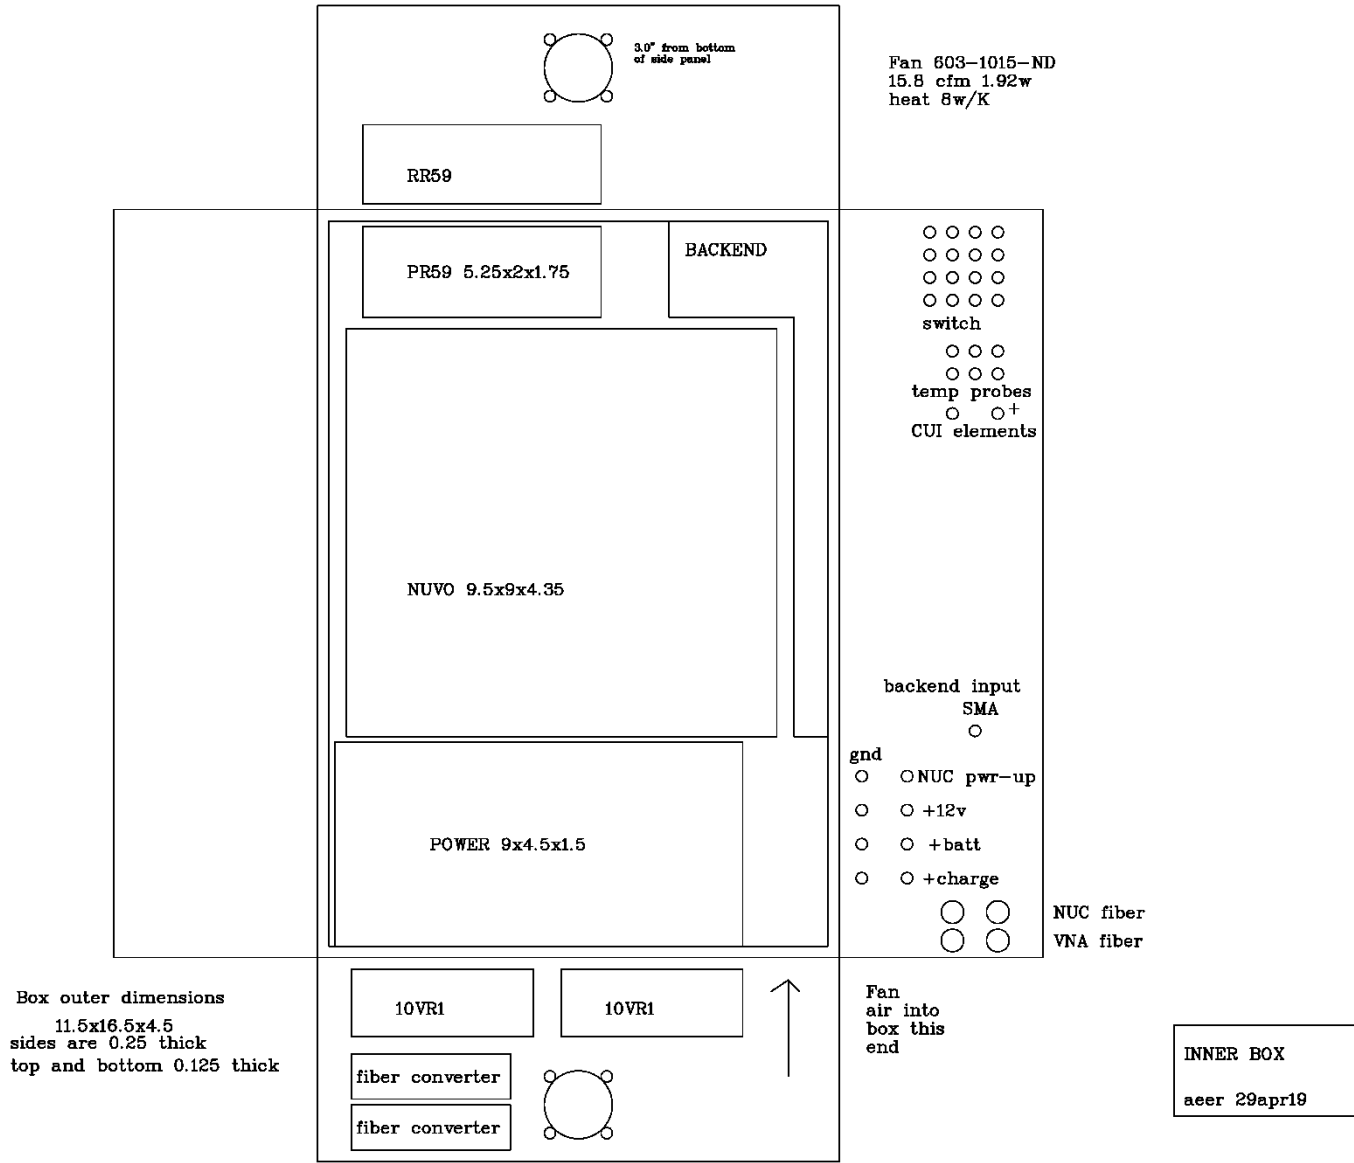 3.0" from bottom
of side panel
Fan 603-1015-ND
15.8 cfm 1.92w
heat 8w/K
RR59
BACKEND
PR59 5.25x2x1.75
switch
temp probes
+
CUI elements
NUVO 9.5x9x4.35
backend input
SMA
gnd
NUC pwr-up
+12v
POWER 9x4.5x1.5
+batt
+charge
NUC fiber
VNA fiber
Box outer dimensions
11.5x16.5x4.5
sides are 0.25 thick
top and bottom 0.125 thick
10VR1
10VR1
Fan
air into
box this
end
fiber converter
fiber converter
INNER BOX
aeer 29apr19